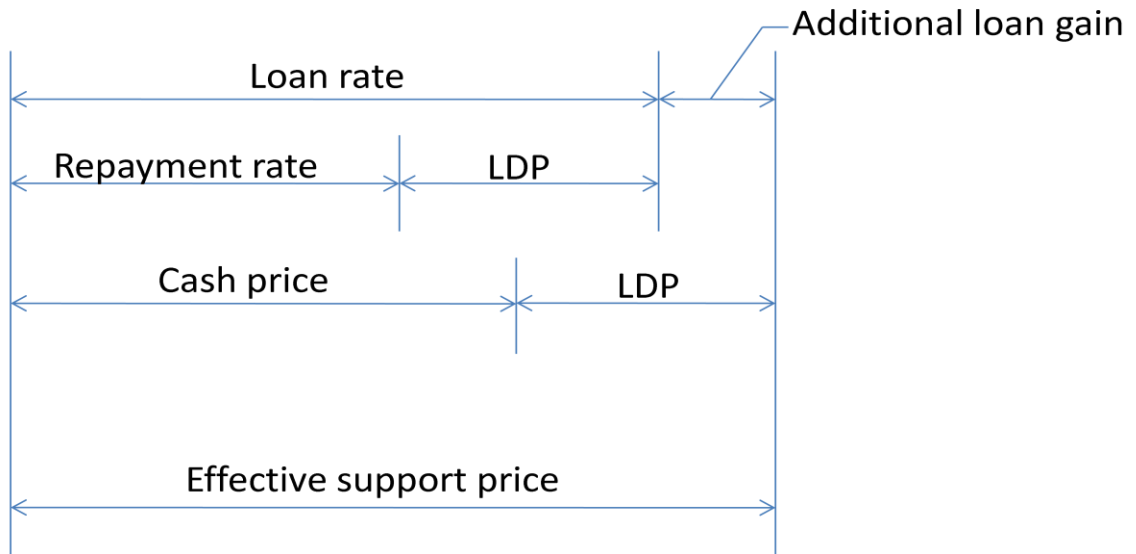 Additional loan gain
Loan rate
Repayment rate
LDP
Cash price
LDP
Effective support price